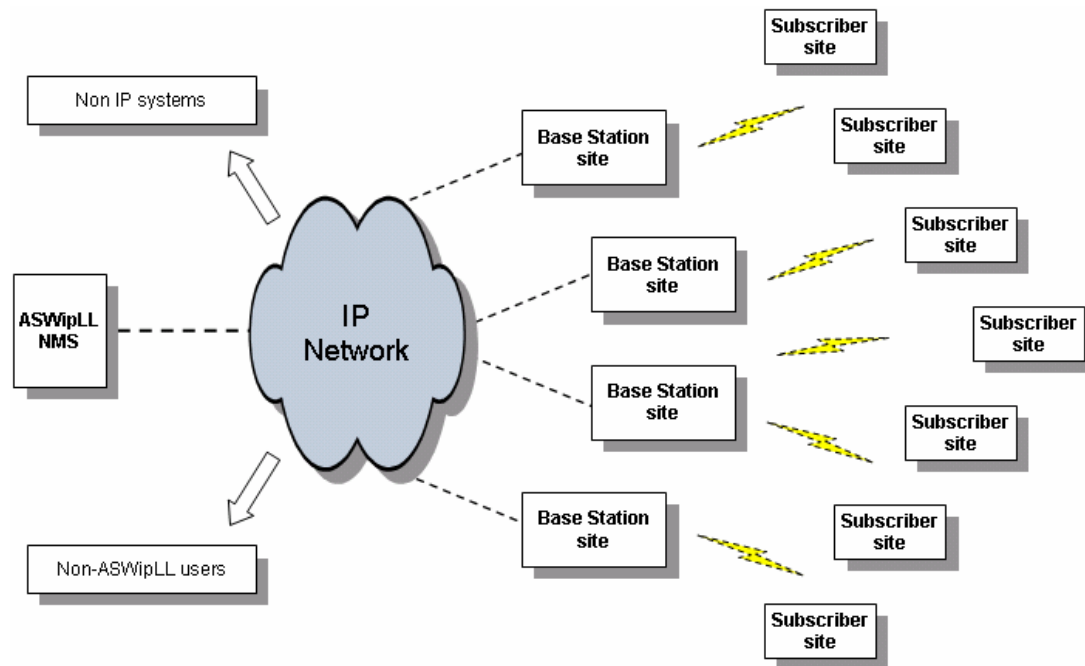 Subscriber
site
Non IP systems
Subscriber
site
Base Station
site
Subscriber
site
Base Station
site
ASWipLL
NMS
IP
Network
Subscriber
site
Base Station
site
Subscriber
site
Base Station
site
Subscriber
site
Non-ASWipLL users
Subscriber
site